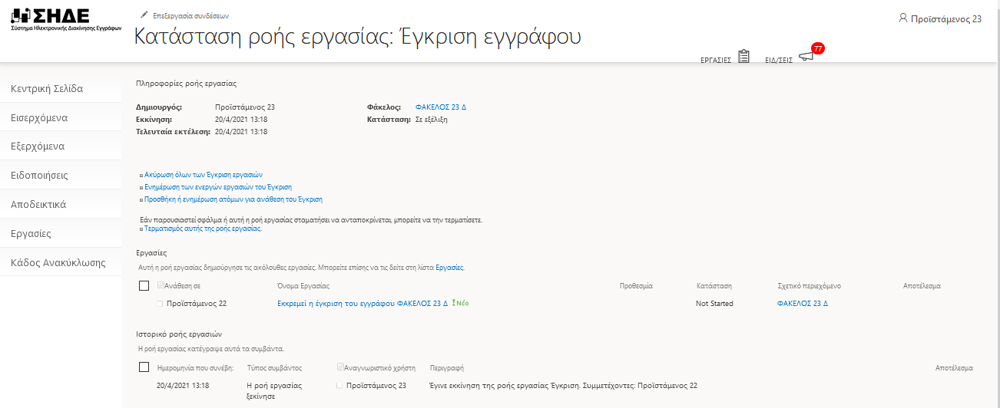 ΣΗΔΕ
Σύστημα Ηλεκτρονικής Διακίνησης Εγγράφων
Επεξεργασία συνδέσεων
Κατάσταση ροής εργασίας: Έγκριση εγγράφου
Προϊστάμενος 23
ΕΡΓΑΣΙΕΣ ΕΙΔ/ΣΕΙΣ 77
Κεντρική Σελίδα
Εισερχόμενα
Εξερχόμενα
Ειδοποιήσεις
Αποδεικτικά
Εργασίες
Κάδος Ανακύκλωσης
Πληροφορίες ροής εργασίας
Δημιουργός: Προϊστάμενος 23 Φάκελος: ΦΑΚΕΛΟΣ 23 Δ
Εκκίνηση: 20/4/2021 13:18 Κατάσταση: Σε εξέλιξη
Τελευταία εκτέλεση: 20/4/2021 13:18
Ακύρωση όλων των Έγκριση εργασιών
Ενημέρωση των ενεργών εργασιών του Έγκριση
Προσθήκη ή ενημέρωση ατόμων για ανάθεση του Έγκριση
Εάν παρουσιαστεί σφάλμα ή αυτή η ροή εργασίας σταματήσει να ανταποκρίνεται, μπορείτε να την τερματίσετε.
Τερματισμός αυτής της ροής εργασίας.
Εργασίες
Αυτή η ροή εργασίας δημιούργησε τις ακόλουθες εργασίες. Μπορείτε επίσης να τις δείτε στη λίστα Εργασίες.
Ανάθεση σε Όνομα Εργασίας Προθεσμία Κατάσταση Σχετικό περιεχόμενο Αποτέλεσμα
Προϊστάμενος 22 Εκκρεμεί η έγκριση του εγγράφου ΦΑΚΕΛΟΣ 23 Δ ! Νέο Not Started ΦΑΚΕΛΟΣ 23 Δ
Ιστορικό ροής εργασιών
Η ροή εργασίας κατέγραψε αυτά τα συμβάντα.
Ημερομηνία που συνέβη: Τύπος συμβάντος Αναγνωριστικό χρήστη Περιγραφή Αποτέλεσμα
20/4/2021 13:18 Η ροή εργασίας Προϊστάμενος 23 Έγινε εκκίνηση της ροής εργασίας Έγκριση. Συμμετέχοντες: Προϊστάμενος 22
ξεκίνησε